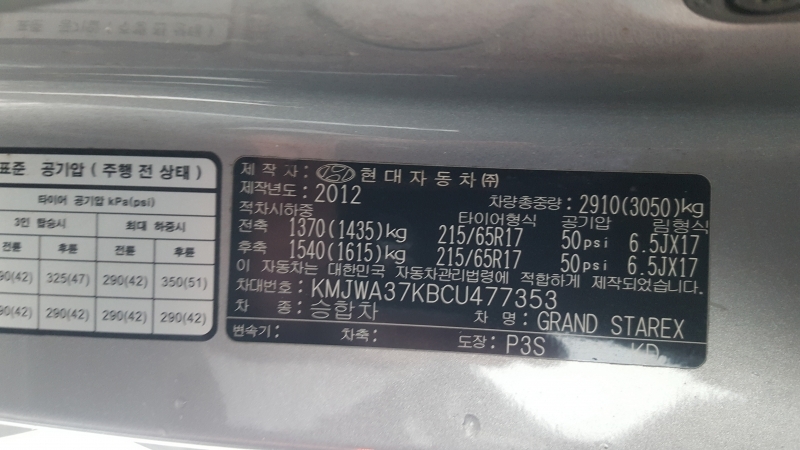 표준 공기압 ( 주행 전 상태 )
타이어 공기압 kPa(psi)
3인 탑승시 최대 하중시
전륜 후륜 전륜 후륜
90(42) 325(47) 290(42) 350(51)
90(42) 290(42) 290(42) 290(42)
제 작 자 : 현대자동차㈜
제작년도 : 2012 차량총중량 : 2910(3050)kg
적차시하중 타이어형식 공기압 림형식
전축 1370(1435)kg 215/65R17 50psi 6.5JX17
후축 1540(1615)kg 215/65R17 50psi 6.5JX17
이 자동차는 대한민국 자동차관리법령에 적합하게 제작되었습니다.
차대번호 : KMJWA37KBCU477353
차 종 : 승합차 차 명 : GRAND STAREX
변속기 : 차축 : 도장 : P3S KD